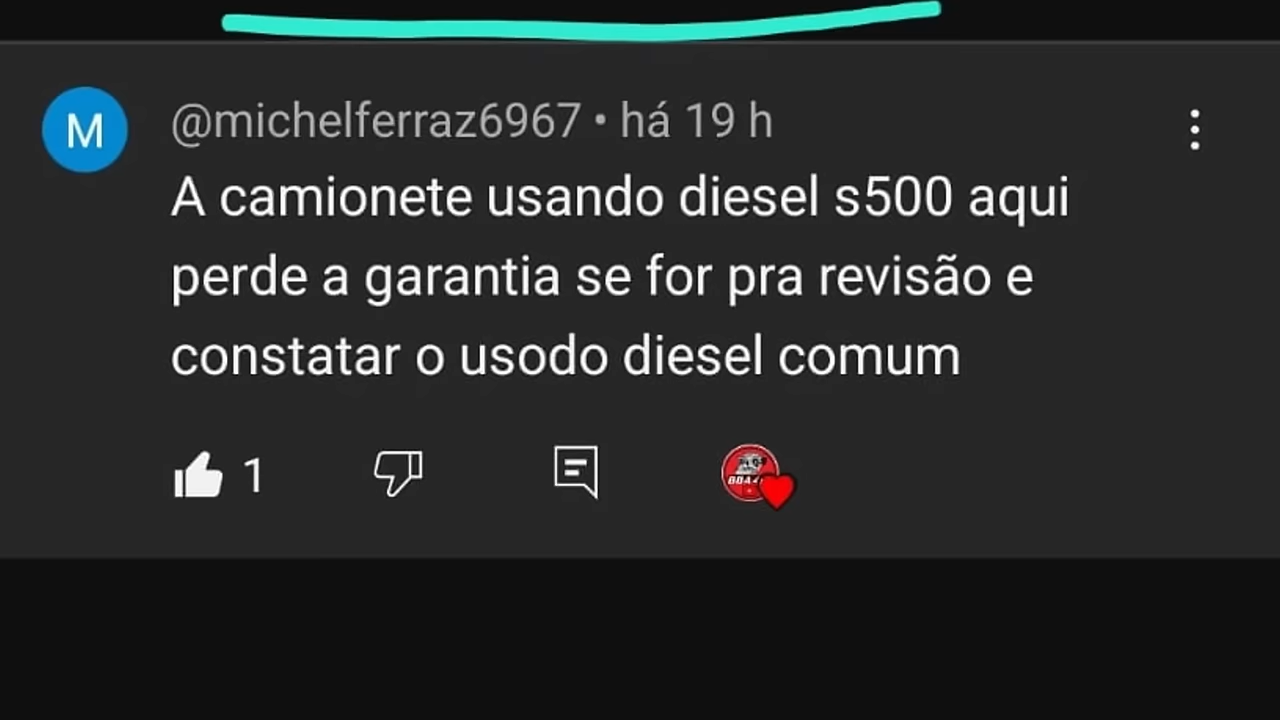 M
@michelferraz6967 • há 19 h
A camionete usando diesel s500 aqui
perde a garantia se for pra revisão e
constatar o usodo diesel comum
1